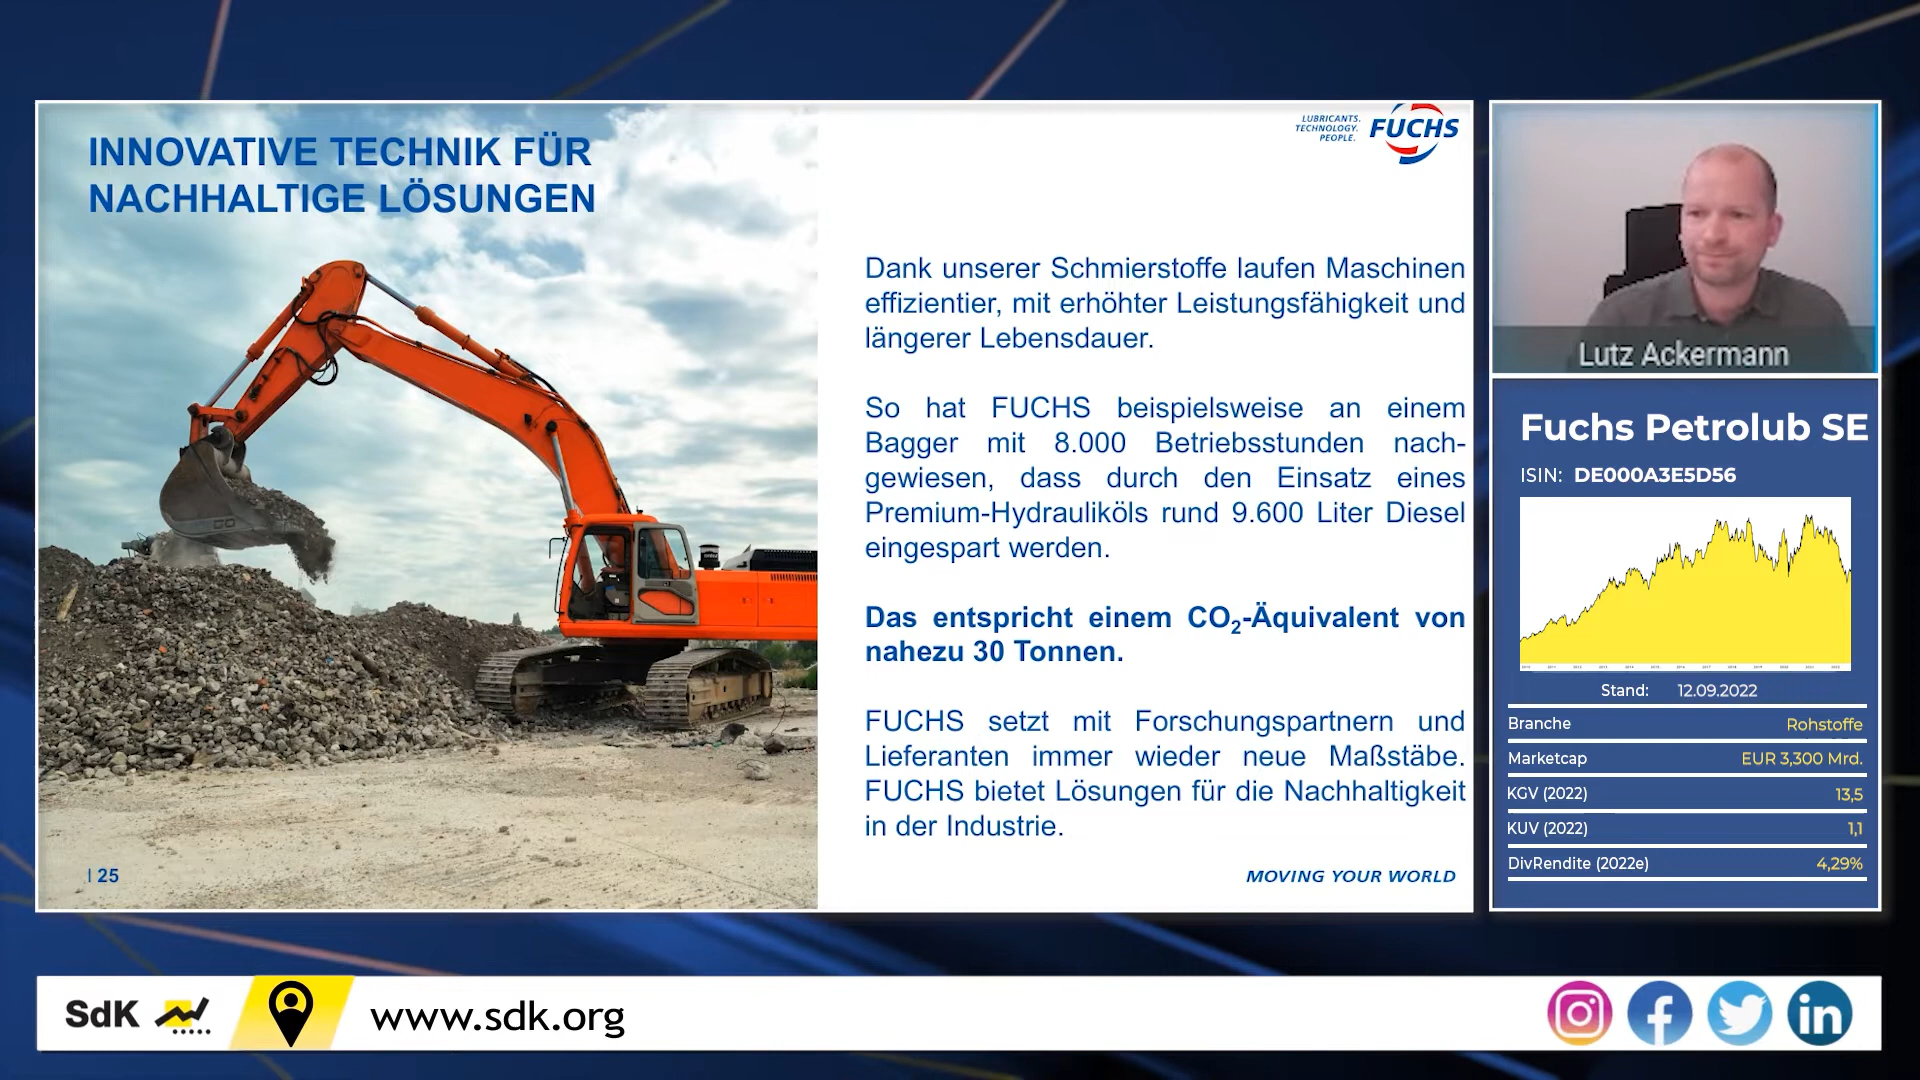 INNOVATIVE TECHNIK FÜR
NACHHALTIGE LÖSUNGEN
LUBRICANTS.
TECHNOLOGY.
PEOPLE.
FUCHS
Dank unserer Schmierstoffe laufen Maschinen
effizientier, mit erhöhter Leistungsfähigkeit und
längerer Lebensdauer.
So hat FUCHS beispielsweise an einem
Bagger mit 8.000 Betriebsstunden nach-
gewiesen, dass durch den Einsatz eines
Premium-Hydrauliköls rund 9.600 Liter Diesel
eingespart werden.
Das entspricht einem CO₂-Äquivalent von
nahezu 30 Tonnen.
FUCHS setzt mit Forschungspartnern und
Lieferanten immer wieder neue Maßstäbe.
FUCHS bietet Lösungen für die Nachhaltigkeit
in der Industrie.
| 25
MOVING YOUR WORLD
Lutz Ackermann
Fuchs Petrolub SE
ISIN: DE000A3E5D56
Stand: 12.09.2022
Branche Rohstoffe
Marketcap EUR 3,300 Mrd.
KGV (2022) 13,5
KUV (2022) 1,1
DivRendite (2022e) 4,29%
SdK
www.sdk.org